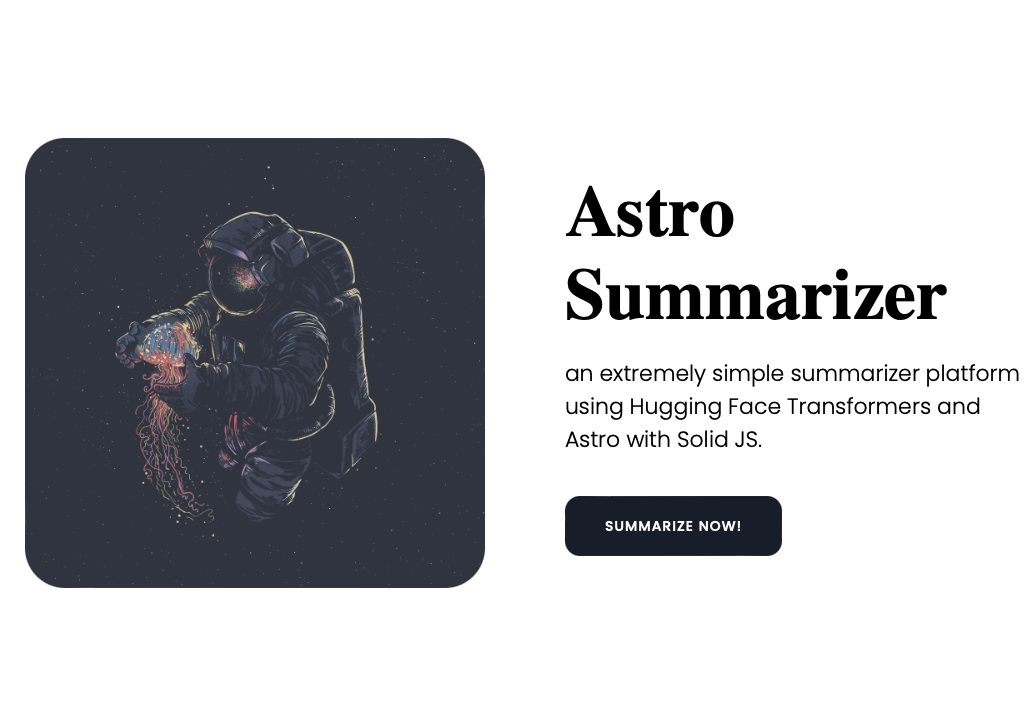 Astro
Summarizer
an extremely simple summarizer platform
using Hugging Face Transformers and
Astro with Solid JS.
SUMMARIZE NOW!